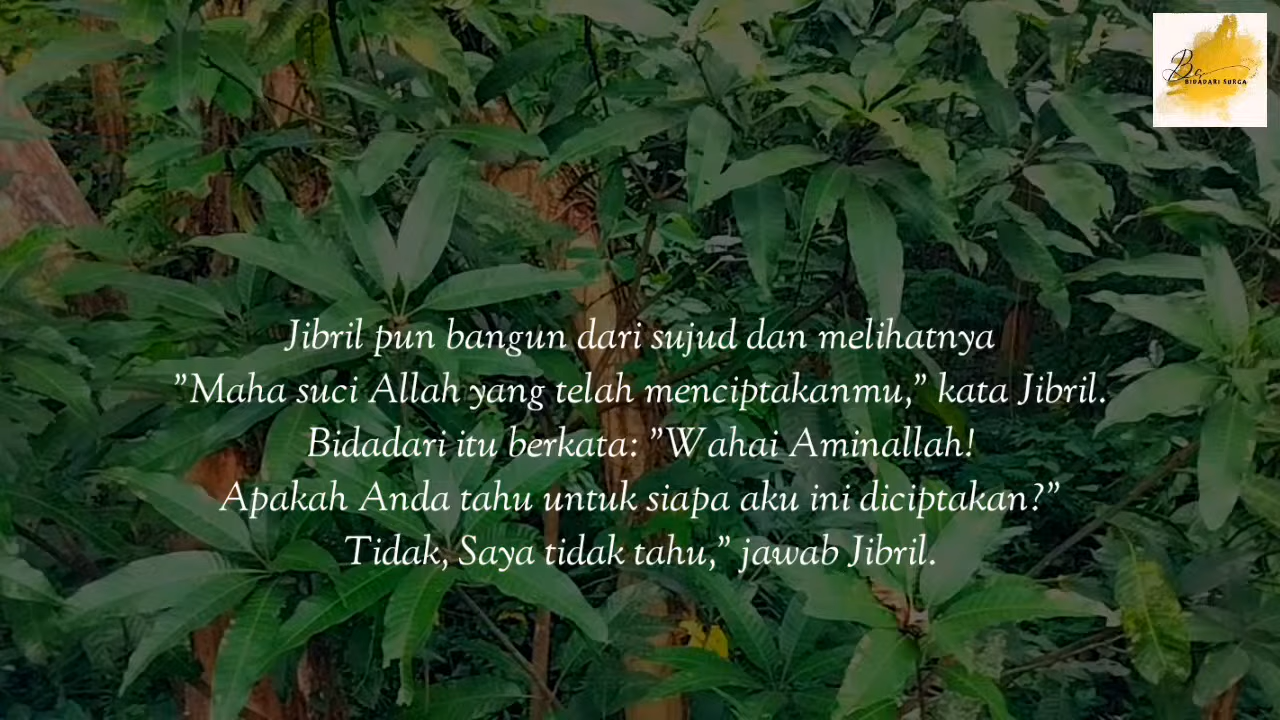 Bs
BIDADARI SURGA
Jibril pun bangun dari sujud dan melihatnya
”Maha suci Allah yang telah menciptakanmu,” kata Jibril.
Bidadari itu berkata: ”Wahai Aminallah!
Apakah Anda tahu untuk siapa aku ini diciptakan?”
Tidak, Saya tidak tahu,” jawab Jibril.